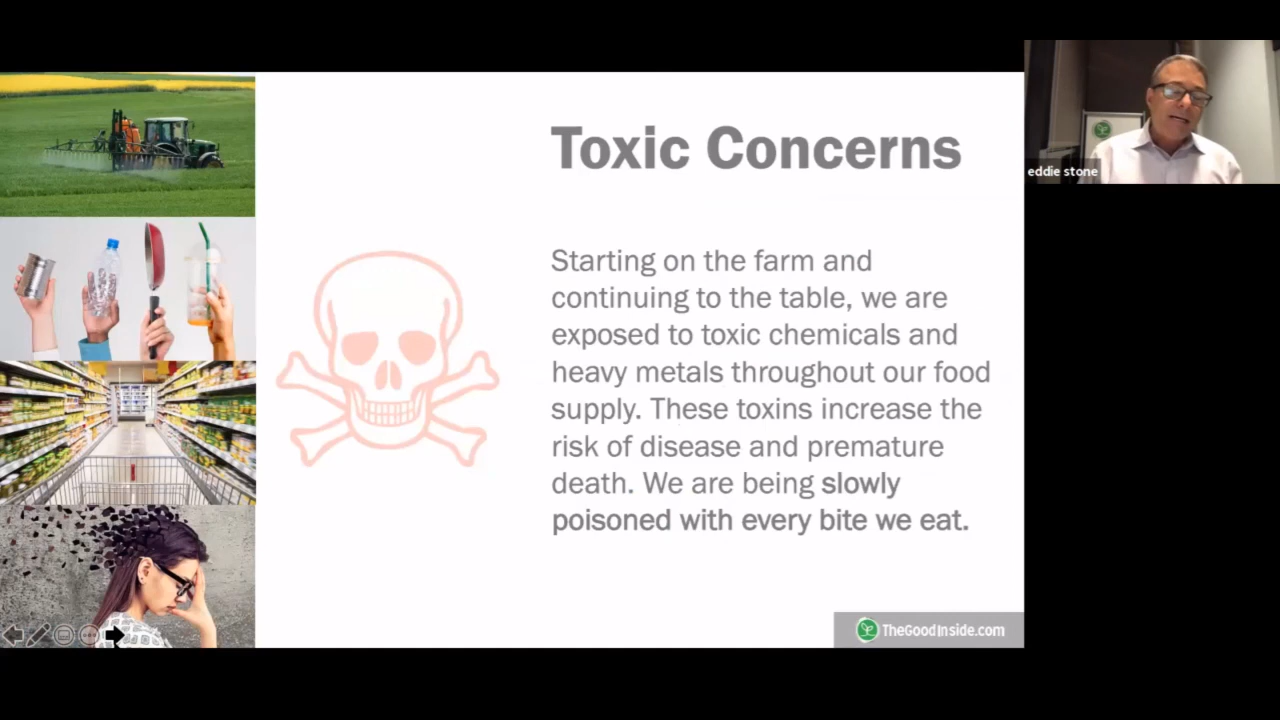 Toxic Concerns
Starting on the farm and
continuing to the table, we are
exposed to toxic chemicals and
heavy metals throughout our food
supply. These toxins increase the
risk of disease and premature
death. We are being slowly
poisoned with every bite we eat.
TheGoodInside.com
eddie stone